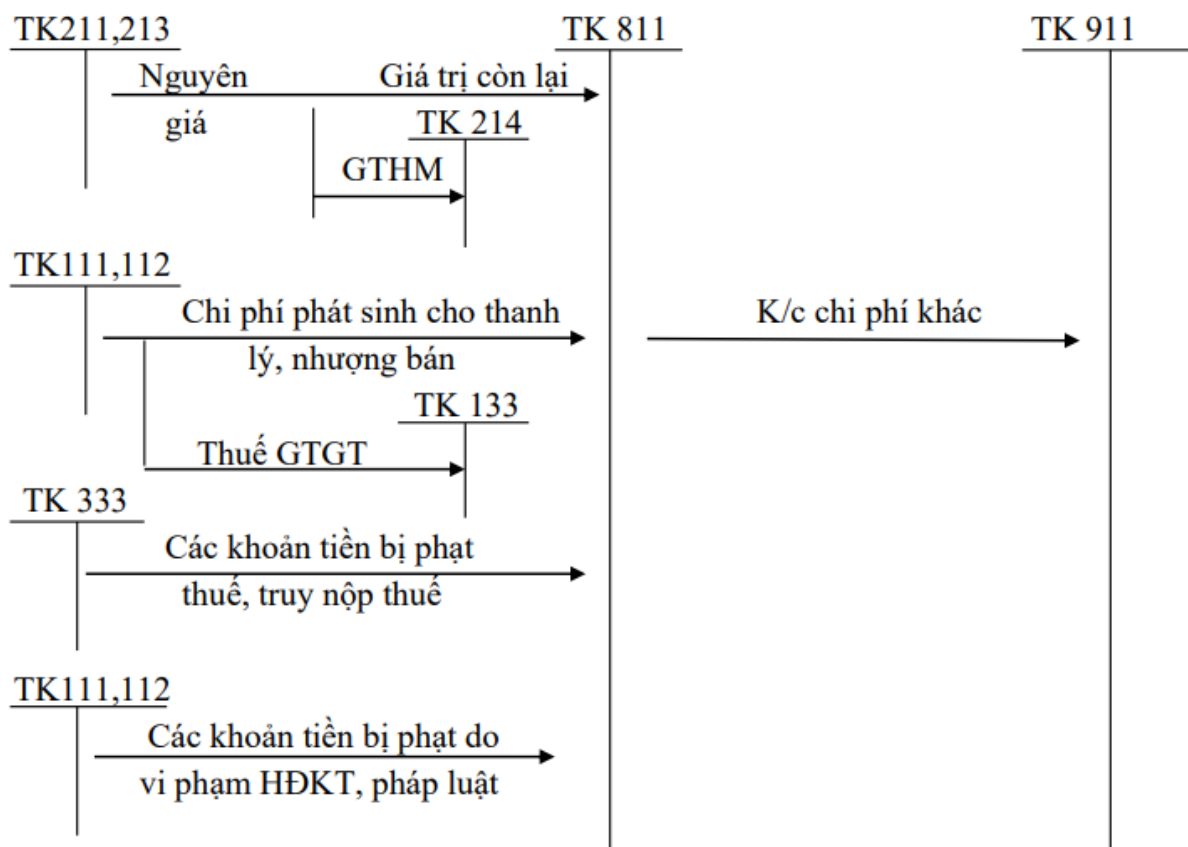 TK211,213
TK 811
TK 911
Nguyên
Giá trị còn lại
giá
TK 214
GTHM
TK111,112
Chi phí phát sinh cho thanh
K/c chi phí khác
lý, nhượng bán
TK 133
Thuế GTGT
TK 333
Các khoản tiền bị phạt
thuế, truy nộp thuế
TK111,112
Các khoản tiền bị phạt do
vi phạm HĐKT, pháp luật